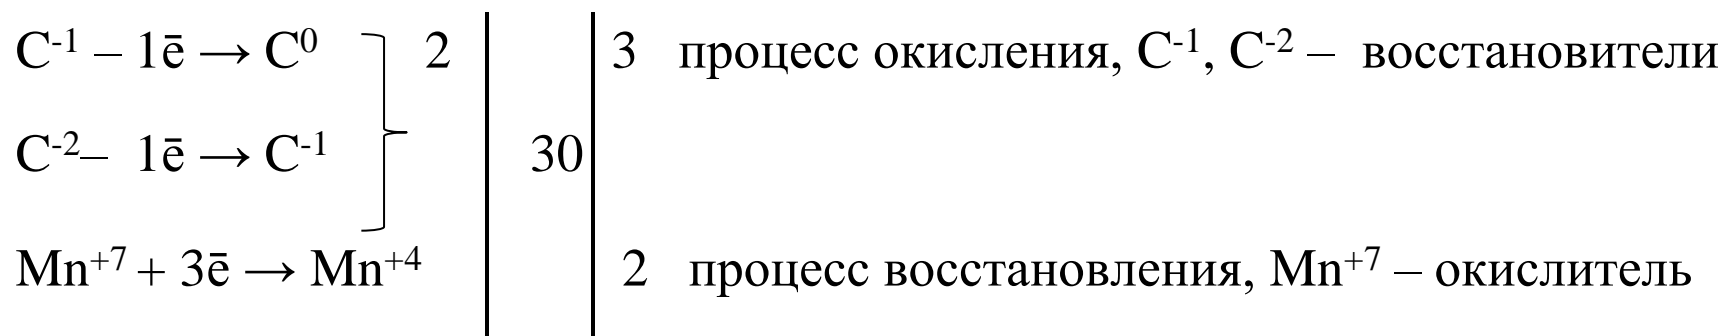 C⁻¹ – 1ē → C⁰ 2 3 процесс окисления, C⁻¹, C⁻² – восстановители
C⁻²– 1ē → C⁻¹ 30
Mn⁺⁷ + 3ē → Mn⁺⁴ 2 процесс восстановления, Mn⁺⁷ – окислитель